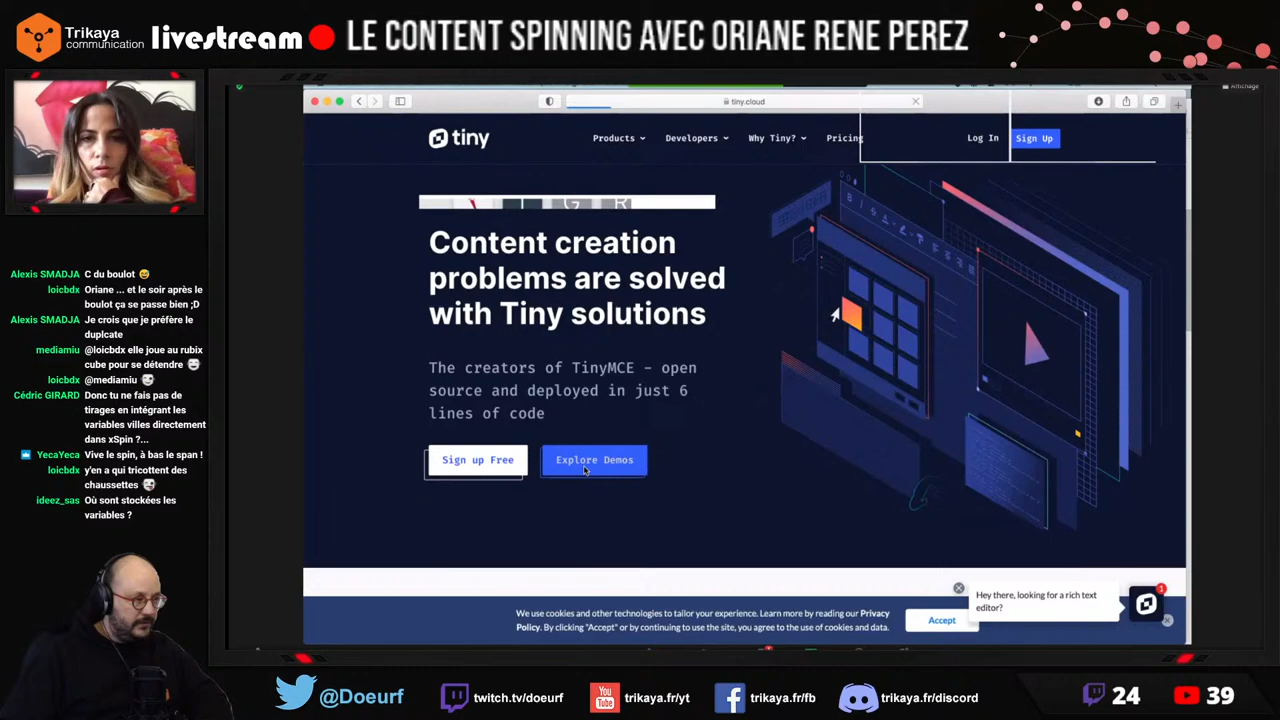 Trikaya
communication
livestream
LE CONTENT SPINNING AVEC ORIANE RENE PEREZ
Affichage
tiny.cloud
tiny
Products
Developers
Why Tiny?
Pricing
Log In
Sign Up
Content creation
problems are solved
with Tiny solutions
The creators of TinyMCE – open
source and deployed in just 6
lines of code
Sign up Free
Explore Demos
Hey there, looking for a rich text
editor?
1
We use cookies and other technologies to tailor your experience. Learn more by reading our Privacy
Policy. By clicking "Accept" or by continuing to use the site, you agree to the use of cookies and data.
Accept
Alexis SMADJA C du boulot
loicbdx Oriane ... et le soir après le
boulot ça se passe bien ;D
Alexis SMADJA Je crois que je préfère le
duplcate
mediamiu @loicbdx elle joue au rubix
cube pour se détendre
loicbdx @mediamiu
Cédric GIRARD Donc tu ne fais pas de
tirages en intégrant les
variables villes directement
dans xSpin ?...
YecaYeca Vive le spin, à bas le span !
loicbdx y'en a qui tricottent des
chaussettes
ideez_sas Où sont stockées les
variables ?
@Doeurf
twitch.tv/doeurf
You
Tube
trikaya.fr/yt
trikaya.fr/fb
trikaya.fr/discord
24
39